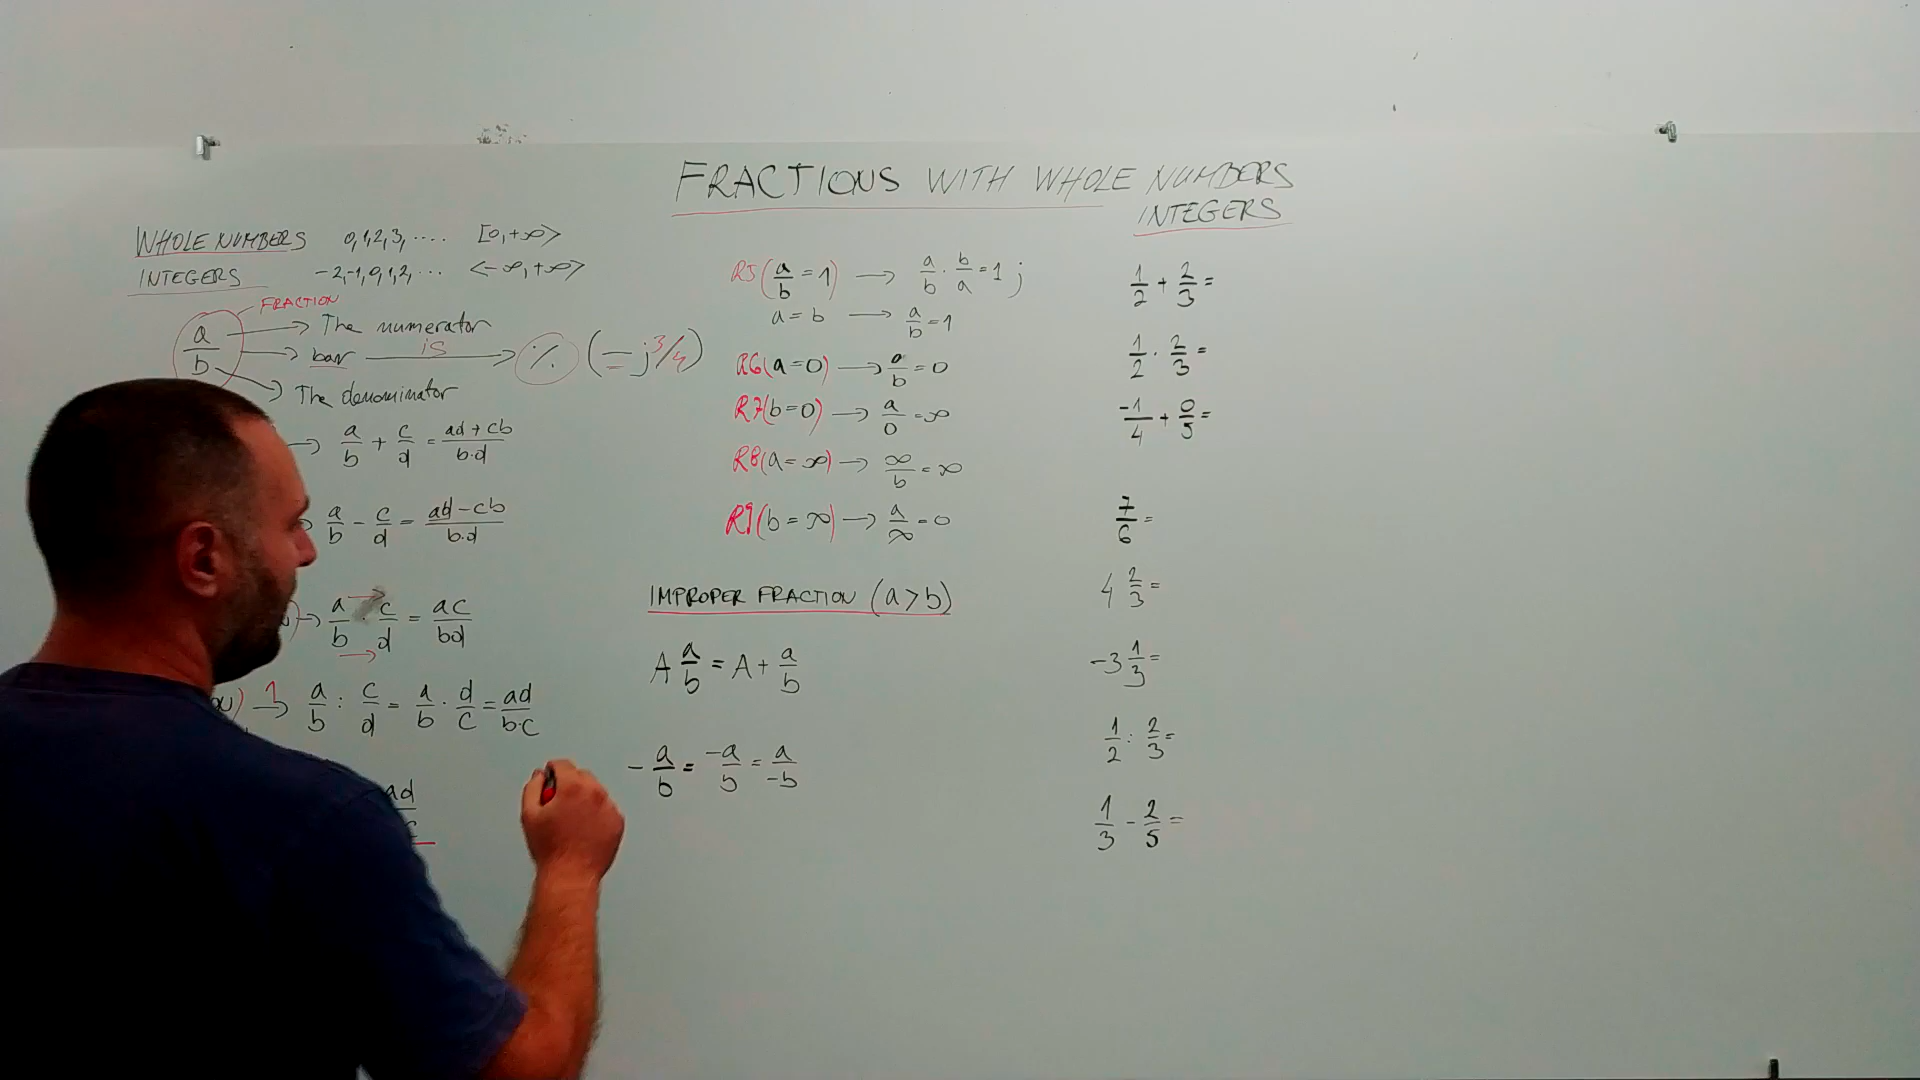 FRACTIONS WITH WHOLE NUMBERS
INTEGERS
WHOLE NUMBERS 0,1,2,3,.... [0,+∞>
INTEGERS -2,-1,0,1,2,... <-∞,+∞>
FRACTION
a/b → The numerator
→ bar is → ⁒ (= j 3/4)
→ The denominator
→ a/b + c/d = ad+cb/b·d
a/b - c/d = ad-cb/b·d
→ a/b · c/d = ac/bd
1 → a/b : c/d = a/b · d/c = ad/b·c
ad
R5(a/b = 1) → a/b · b/a = 1 j
a = b → a/b = 1
R6(a=0) → a/b = 0
R7(b=0) → a/0 = ∞
R8(a=∞) → ∞/b = ∞
R9(b=∞) → a/∞ = 0
IMPROPER FRACTION (a>b)
A a/b = A + a/b
- a/b = -a/b = a/-b
1/2 + 2/3 =
1/2 · 2/3 =
-1/4 + 0/5 =
7/6 =
4 2/3 =
-3 1/3 =
1/2 : 2/3 =
1/3 - 2/5 =